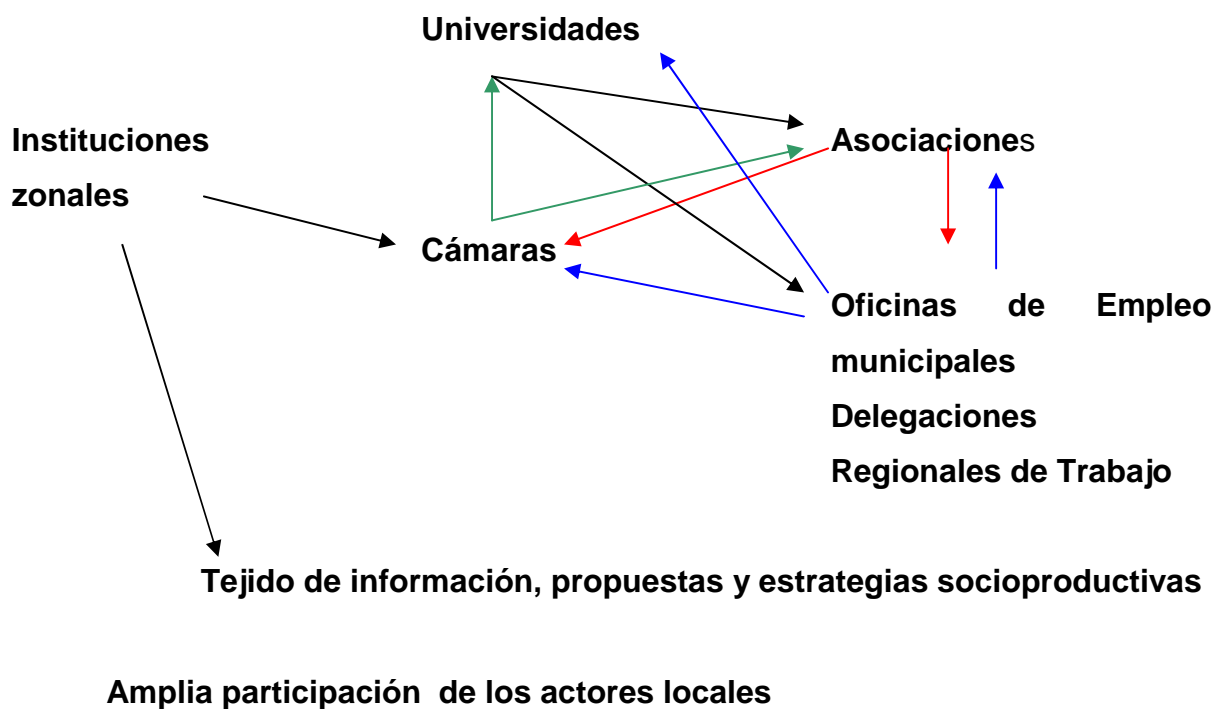 Universidades
Instituciones
zonales
Asociaciones
Cámaras
Oficinas de Empleo
municipales
Delegaciones
Regionales de Trabajo
Tejido de información, propuestas y estrategias socioproductivas
Amplia participación de los actores locales